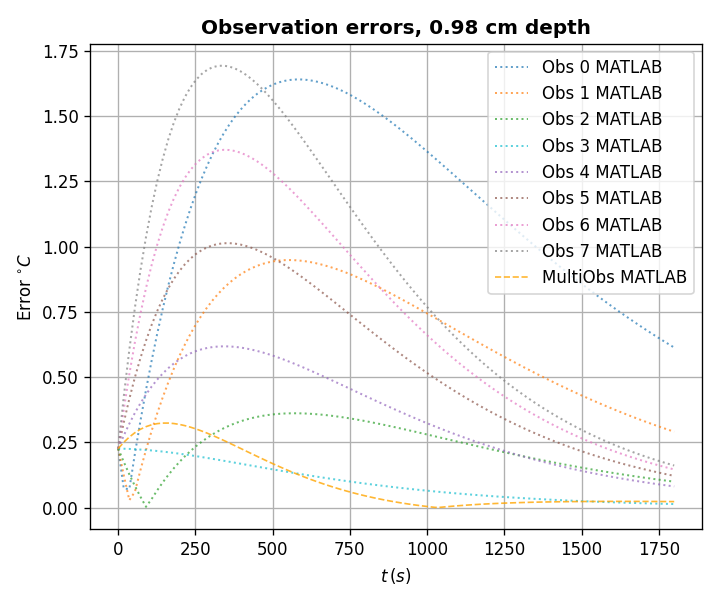 Observation errors, 0.98 cm depth
Error °C
1.75
1.50
1.25
1.00
0.75
0.50
0.25
0.00
0
250
500
750
1000
1250
1500
1750
t (s)
Obs 0 MATLAB
Obs 1 MATLAB
Obs 2 MATLAB
Obs 3 MATLAB
Obs 4 MATLAB
Obs 5 MATLAB
Obs 6 MATLAB
Obs 7 MATLAB
MultiObs MATLAB